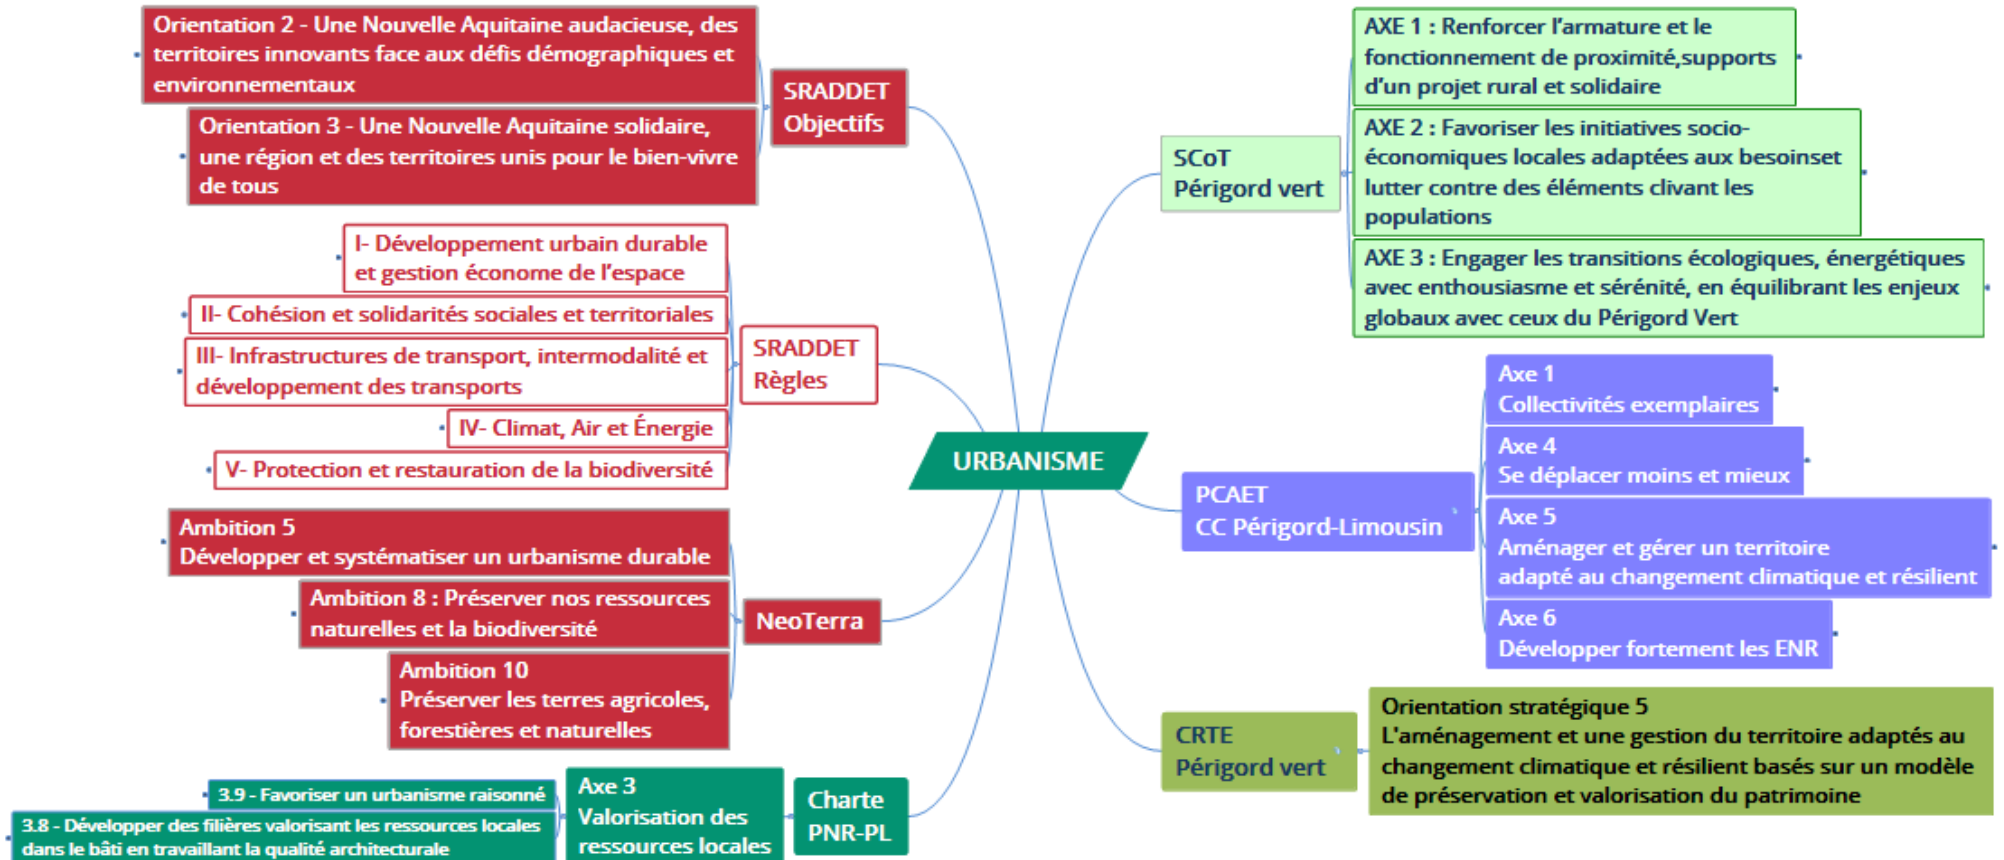 Orientation 2 - Une Nouvelle Aquitaine audacieuse, des
territoires innovants face aux défis démographiques et
environnementaux
Orientation 3 - Une Nouvelle Aquitaine solidaire,
une région et des territoires unis pour le bien-vivre
de tous
SRADDET
Objectifs
I- Développement urbain durable
et gestion économe de l'espace
II- Cohésion et solidarités sociales et territoriales
III- Infrastructures de transport, intermodalité et
développement des transports
IV- Climat, Air et Énergie
V- Protection et restauration de la biodiversité
SRADDET
Règles
Ambition 5
Développer et systématiser un urbanisme durable
Ambition 8 : Préserver nos ressources
naturelles et la biodiversité
Ambition 10
Préserver les terres agricoles,
forestières et naturelles
NeoTerra
3.9 - Favoriser un urbanisme raisonné
3.8 - Développer des filières valorisant les ressources locales
dans le bâti en travaillant la qualité architecturale
Axe 3
Valorisation des
ressources locales
Charte
PNR-PL
URBANISME
SCoT
Périgord vert
AXE 1 : Renforcer l'armature et le
fonctionnement de proximité,supports
d'un projet rural et solidaire
AXE 2 : Favoriser les initiatives socio-
économiques locales adaptées aux besoinset
lutter contre des éléments clivant les
populations
AXE 3 : Engager les transitions écologiques, énergétiques
avec enthousiasme et sérénité, en équilibrant les enjeux
globaux avec ceux du Périgord Vert
PCAET
CC Périgord-Limousin
Axe 1
Collectivités exemplaires
Axe 4
Se déplacer moins et mieux
Axe 5
Aménager et gérer un territoire
adapté au changement climatique et résilient
Axe 6
Développer fortement les ENR
CRTE
Périgord vert
Orientation stratégique 5
L'aménagement et une gestion du territoire adaptés au
changement climatique et résilient basés sur un modèle
de préservation et valorisation du patrimoine